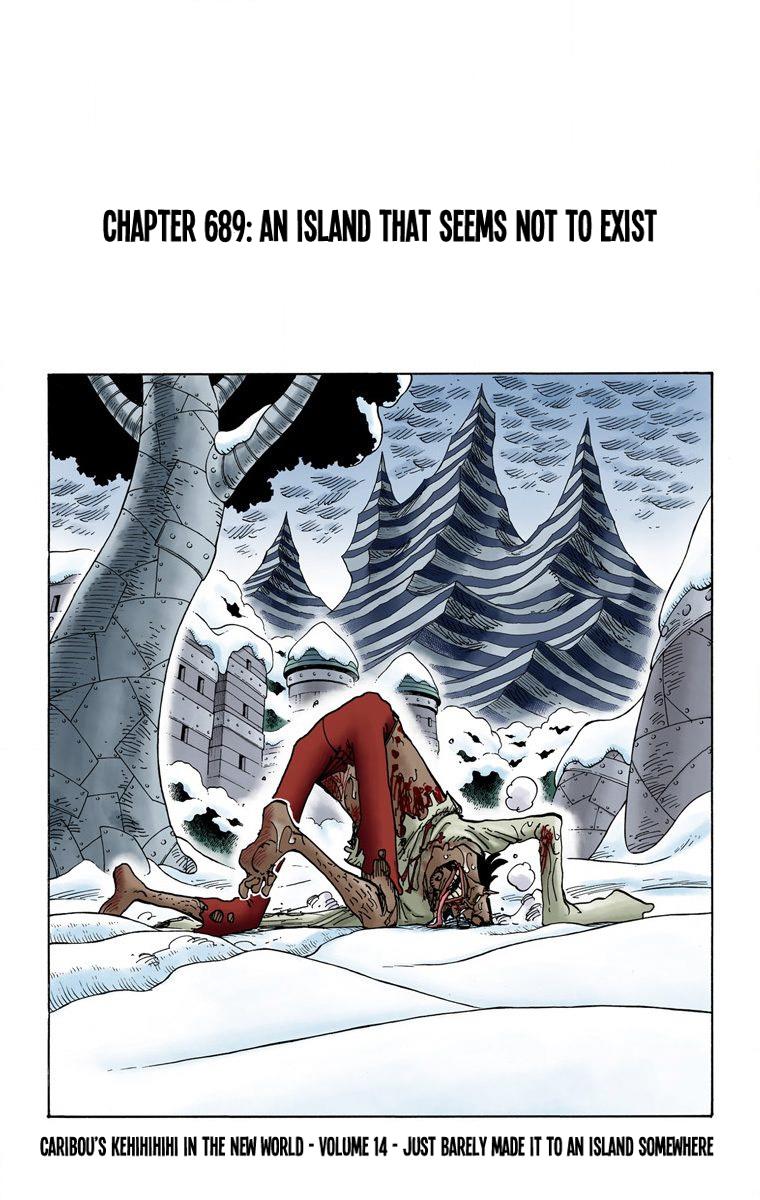 CHAPTER 689: AN ISLAND THAT SEEMS NOT TO EXIST
CARIBOU'S KEHIHIHIHI IN THE NEW WORLD - VOLUME 14 - JUST BARELY MADE IT TO AN ISLAND SOMEWHERE